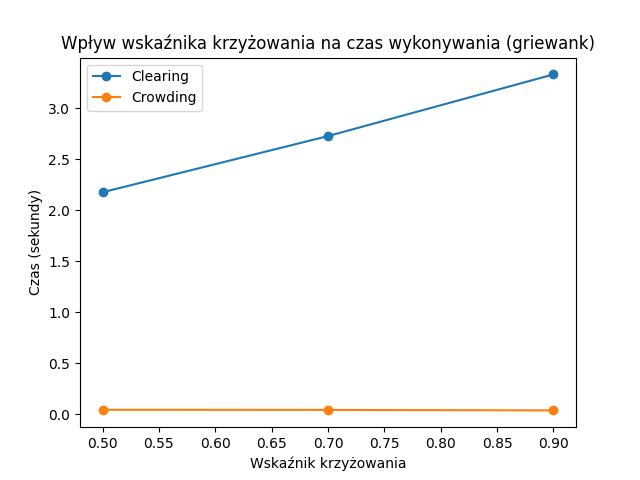 Wpływ wskaźnika krzyżowania na czas wykonywania (griewank)
Clearing
Crowding
Czas (sekundy)
3.0
2.5
2.0
1.5
1.0
0.5
0.0
0.50 0.55 0.60 0.65 0.70 0.75 0.80 0.85 0.90
Wskaźnik krzyżowania